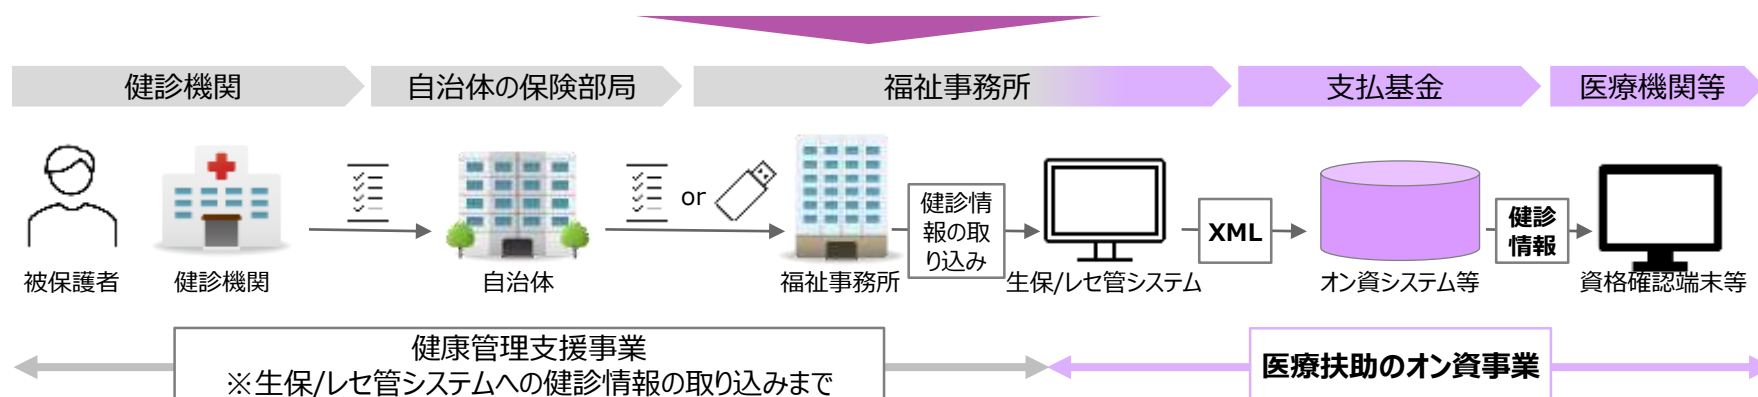 健診機関
自治体の保険部局
福祉事務所
支払基金
医療機関等
or
健診情
報の取
り込み
XML
健診
情報
被保護者
健診機関
自治体
福祉事務所
生保/レセ管システム
オン資システム等
資格確認端末等
健康管理支援事業
※生保/レセ管システムへの健診情報の取り込みまで
医療扶助のオン資事業